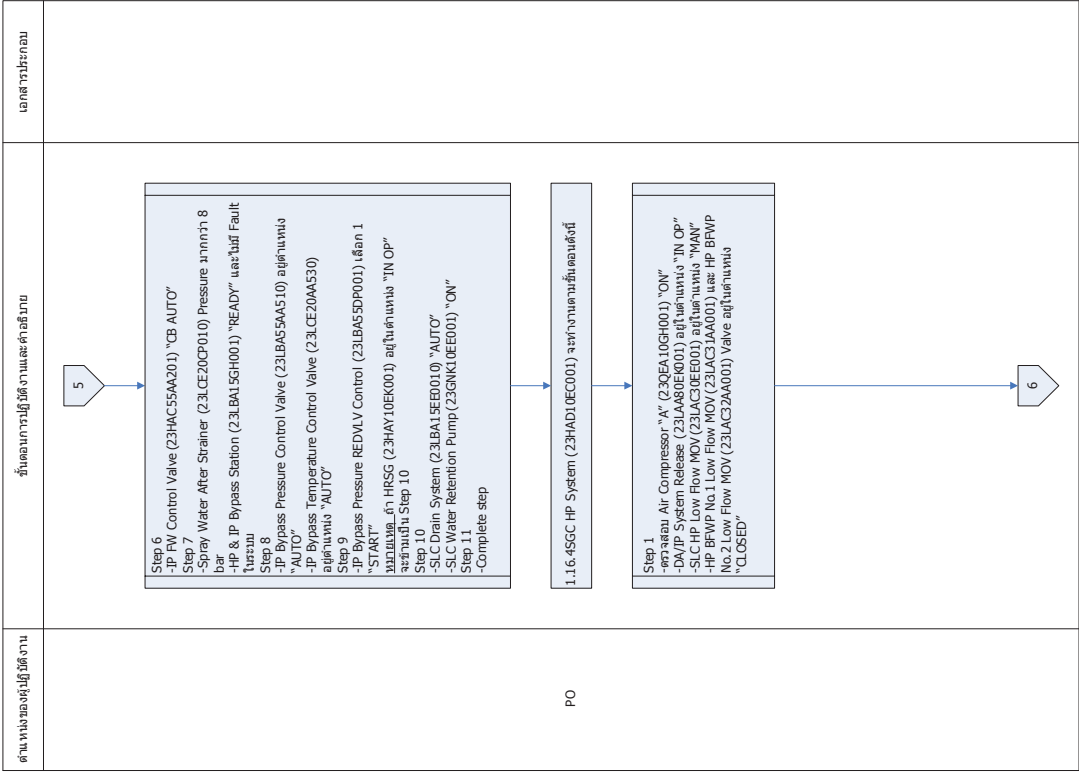 ตำแหน่งของผู้ปฏิบัติงาน
ขั้นตอนการปฏิบัติงานและคำอธิบาย
เอกสารประกอบ
5
Step 6
-IP FW Control Valve (23HAC55AA201) "CB AUTO"
Step 7
-Spray Water After Strainer (23LCE20CP010) Pressure มากกว่า 8
bar
-HP & IP Bypass Station (23LBA15GH001) "READY" และไม่มี Fault
ในระบบ
Step 8
-IP Bypass Pressure Control Valve (23LBA55AA510) อยู่ตำแหน่ง
"AUTO"
-IP Bypass Temperature Control Valve (23LCE20AA530)
อยู่ตำแหน่ง "AUTO"
Step 9
-IP Bypass Pressure REDVLV Control (23LBA55DP001) เลือก 1
"START"
หมายเหตุ ถ้า HRSG (23HAY10EK001) อยู่ในตำแหน่ง "IN OP"
จะข้ามเป็น Step 10
Step 10
-SLC Drain System (23LBA15EE0010) "AUTO"
-SLC Water Retention Pump (23GNK10EE001) "ON"
Step 11
-Complete step
PO
1.16.4SGC HP System (23HAD10EC001) จะทำงานตามขั้นตอนดังนี้
Step 1
-ตรวจสอบ Air Compressor "A" (23QEA10GH001) "ON"
-DA/IP System Release (23LAA80EK001) อยู่ในตำแหน่ง "IN OP"
-SLC HP Low Flow MOV (23LAC30EE001) อยู่ในตำแหน่ง "MAN"
-HP BFWP No.1 Low Flow MOV (23LAC31AA001) และ HP BFWP
No.2 Low Flow MOV (23LAC32AA001) Valve อยู่ในตำแหน่ง
"CLOSED"
6